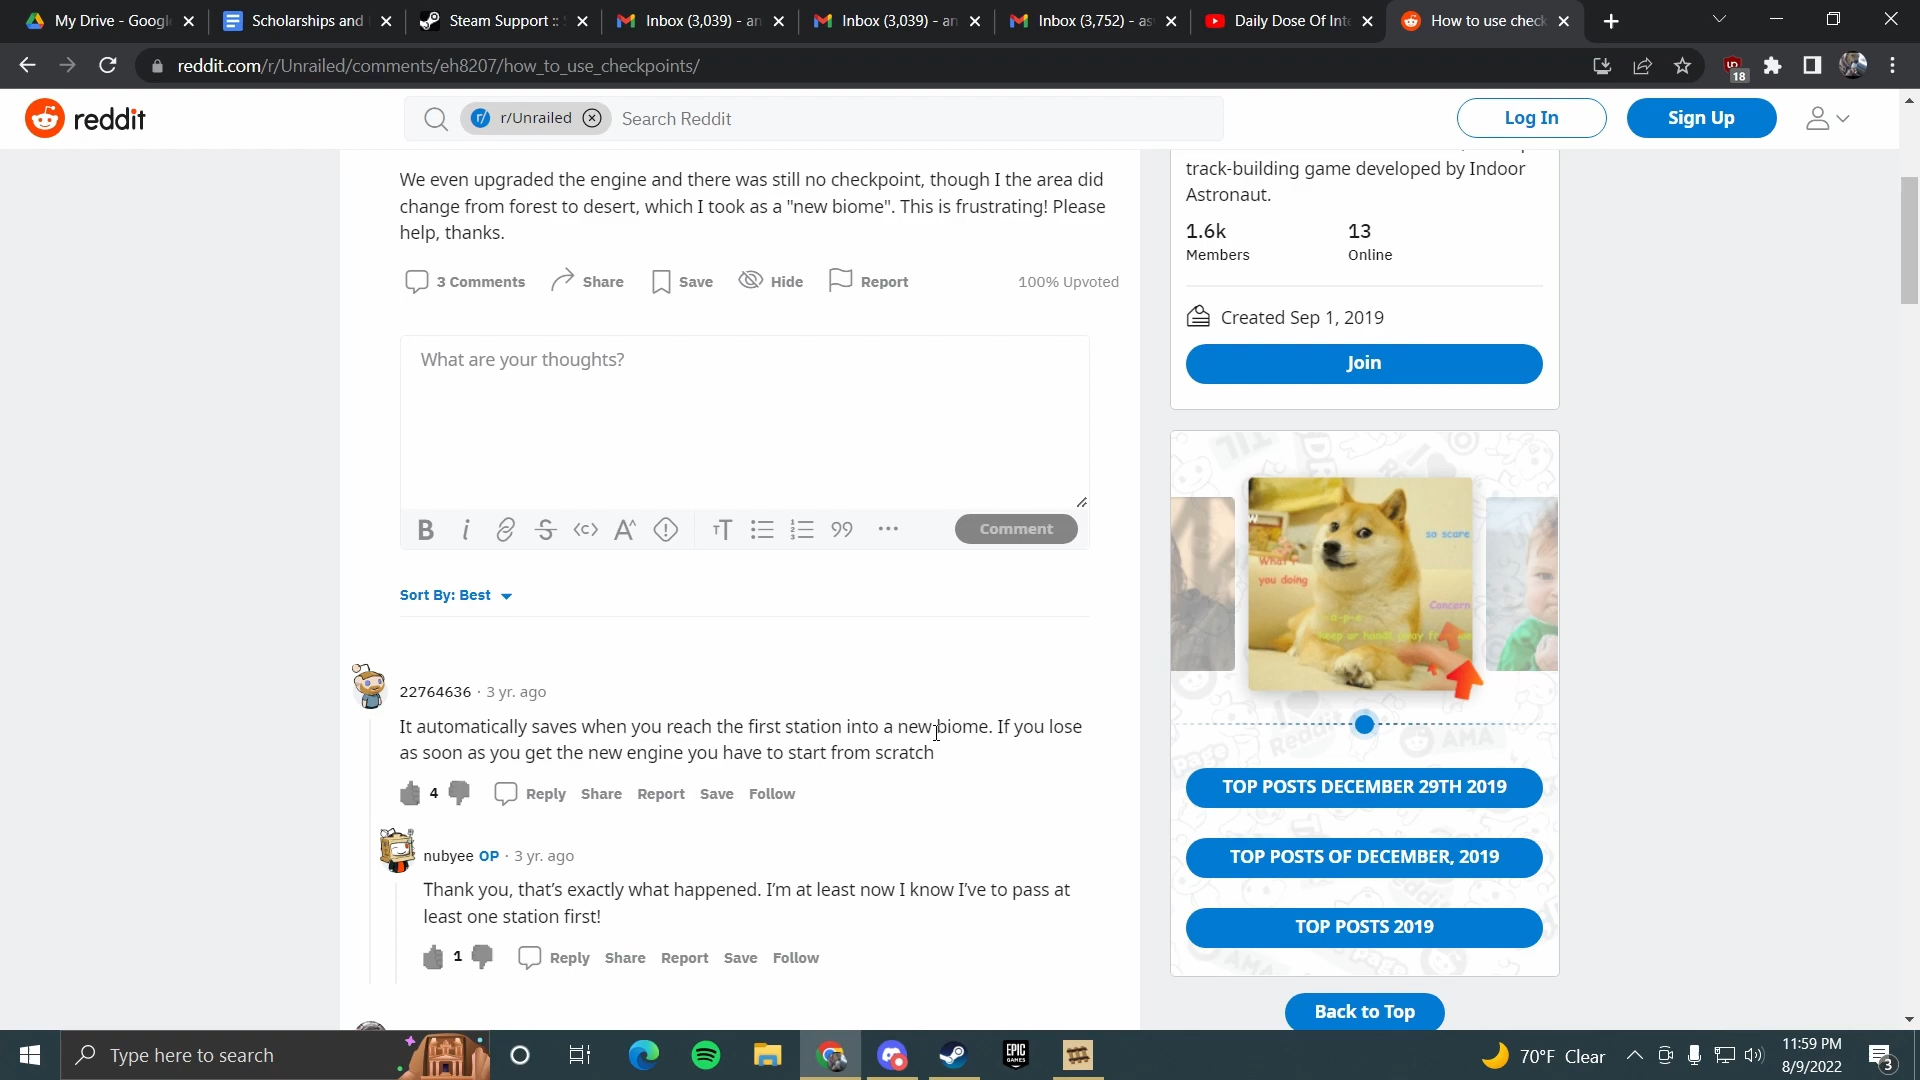 My Drive - Googl
Scholarships and
Steam Support ::
Inbox (3,039) - an
Inbox (3,039) - an
Inbox (3,752) - as
Daily Dose Of Int
How to use check
reddit.com/r/Unrailed/comments/eh8207/how_to_use_checkpoints/
18
reddit
r/Unrailed
Search Reddit
Log In
Sign Up
We even upgraded the engine and there was still no checkpoint, though I the area did
change from forest to desert, which I took as a "new biome". This is frustrating! Please
help, thanks.
3 Comments Share Save Hide Report 100% Upvoted
What are your thoughts?
Comment
Sort By: Best
22764636 · 3 yr. ago
It automatically saves when you reach the first station into a new biome. If you lose
as soon as you get the new engine you have to start from scratch
4 Reply Share Report Save Follow
nubyee OP · 3 yr. ago
Thank you, that's exactly what happened. I'm at least now I know I've to pass at
least one station first!
1 Reply Share Report Save Follow
track-building game developed by Indoor
Astronaut.
1.6k 13
Members Online
Created Sep 1, 2019
Join
so scare
What r
you doing
Concern
TOP POSTS DECEMBER 29TH 2019
TOP POSTS OF DECEMBER, 2019
TOP POSTS 2019
Back to Top
Type here to search
EPIC
GAMES
70°F Clear
11:59 PM
8/9/2022
3